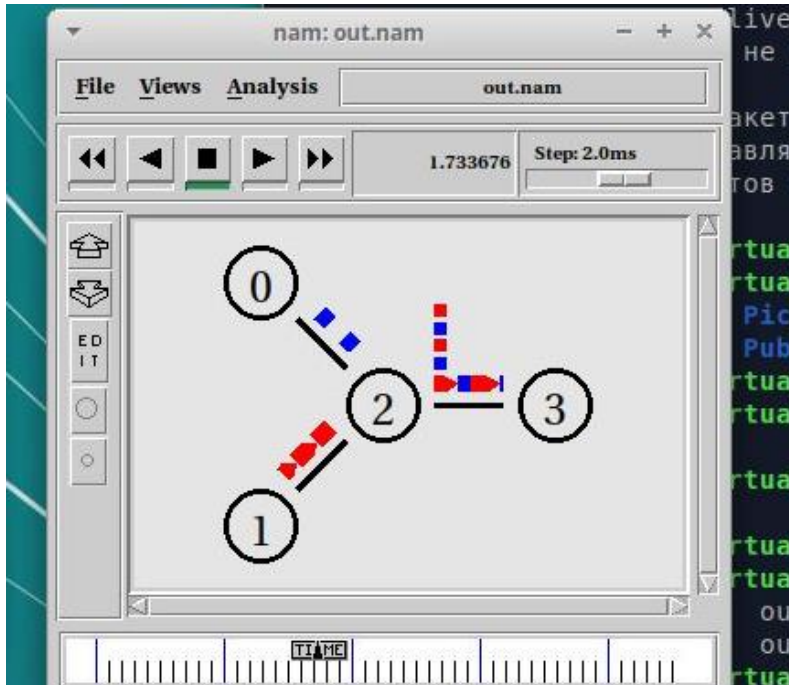 nam: out.nam
File Views Analysis out.nam
1.733676 Step: 2.0ms
ED
IT
0
2
3
1
TIME
live
не
акет
авля
тов
rtua
rtua
Pic
Pub
rtua
rtua
rtua
rtua
rtua
ou
ou
rtua